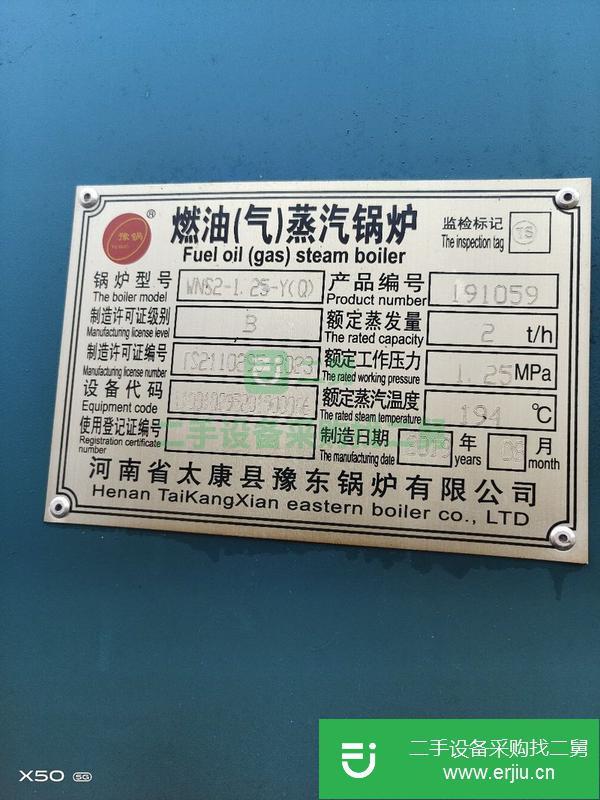 豫锅
®
燃油(气)蒸汽锅炉
Fuel oil (gas) steam boiler
监检标记
The inspection tag
TS
锅炉型号
The boiler model
WNS2-1.25-Y(Q)
产品编号
Product number
191059
制造许可证级别
Manufacturing license level
B
额定蒸发量
The rated capacity
2 t/h
制造许可证编号
Manufacturing license number
额定工作压力
The rated working pressure
1.25 MPa
设备代码
Equipment code
额定蒸汽温度
The rated steam temperature
194 ℃
使用登记证编号
Registration certificate number
制造日期
The manufacturing date
2019 年 years
08 月 month
河南省太康县豫东锅炉有限公司
Henan TaiKangXian eastern boiler co., LTD
二手设备采购找二舅
X50 5G
二手设备采购找二舅
www.erjiu.cn